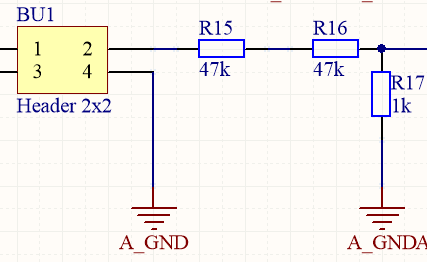 BU1
1 2
3 4
Header 2x2
R15
47k
R16
47k
R17
1k
A_GND
A_GNDA